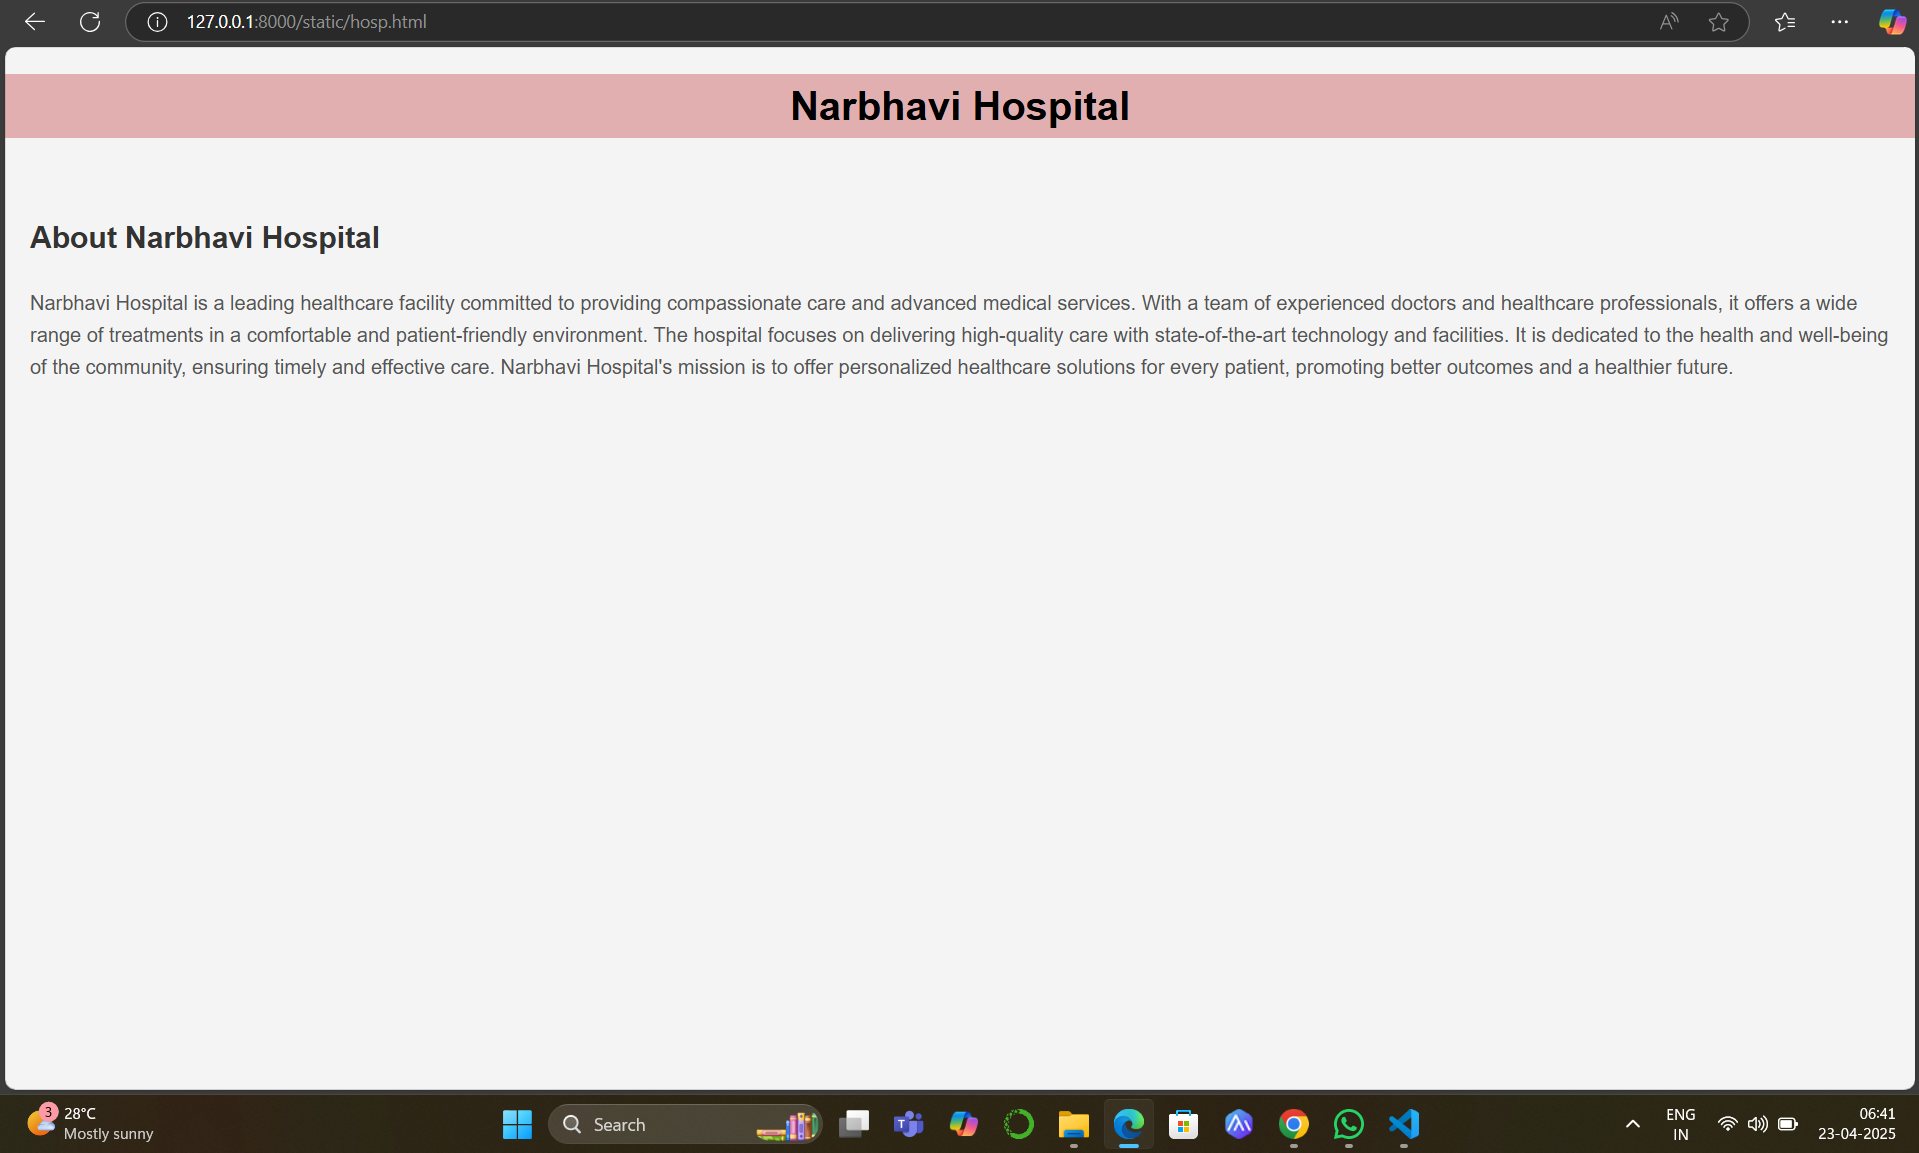 127.0.0.1:8000/static/hosp.html
Narbhavi Hospital
About Narbhavi Hospital
Narbhavi Hospital is a leading healthcare facility committed to providing compassionate care and advanced medical services. With a team of experienced doctors and healthcare professionals, it offers a wide
range of treatments in a comfortable and patient-friendly environment. The hospital focuses on delivering high-quality care with state-of-the-art technology and facilities. It is dedicated to the health and well-being
of the community, ensuring timely and effective care. Narbhavi Hospital's mission is to offer personalized healthcare solutions for every patient, promoting better outcomes and a healthier future.
3
28°C
Mostly sunny
Search
ENG
IN
06:41
23-04-2025